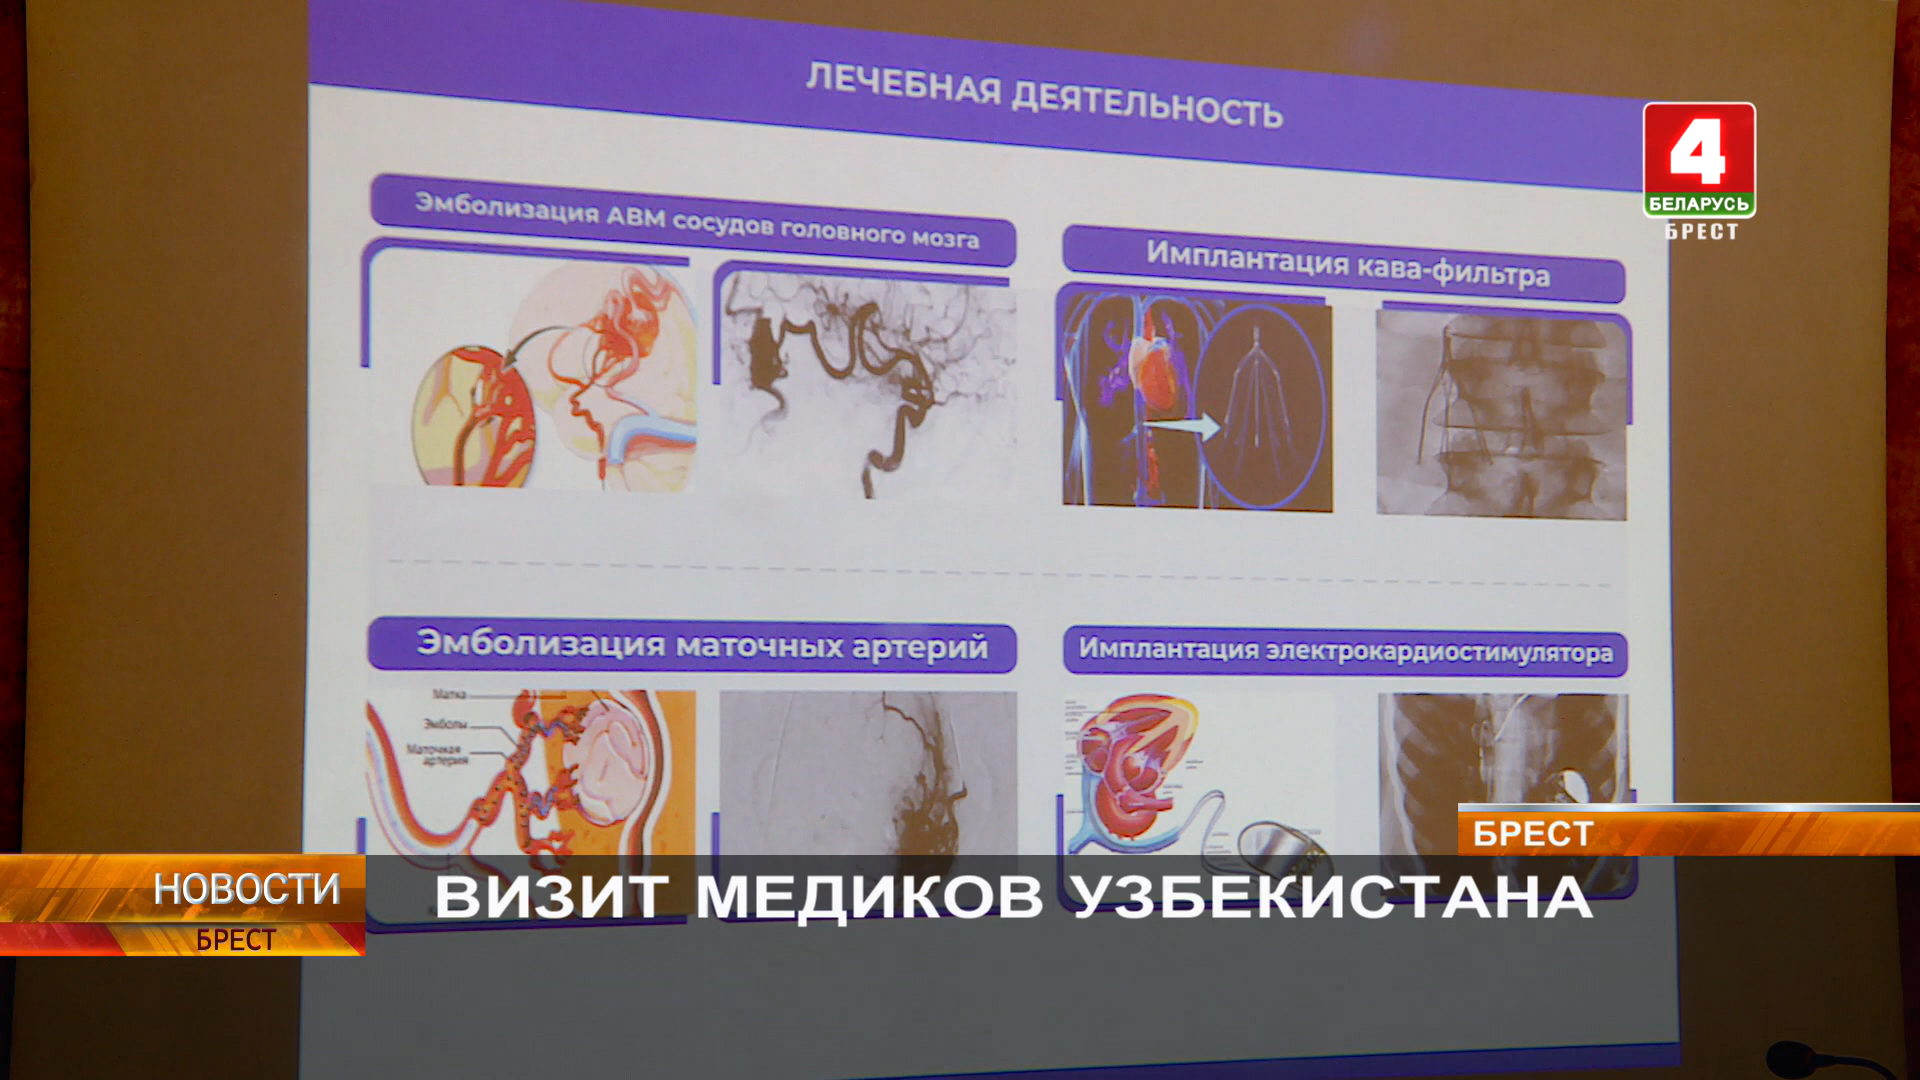 ЛЕЧЕБНАЯ ДЕЯТЕЛЬНОСТЬ
4
БЕЛАРУСЬ
БРЕСТ
Эмболизация АВМ сосудов головного мозга
Имплантация кава-фильтра
Эмболизация маточных артерий
Имплантация электрокардиостимулятора
Матка
Эмболы
Маточная
артерия
БРЕСТ
НОВОСТИ
БРЕСТ
ВИЗИТ МЕДИКОВ УЗБЕКИСТАНА